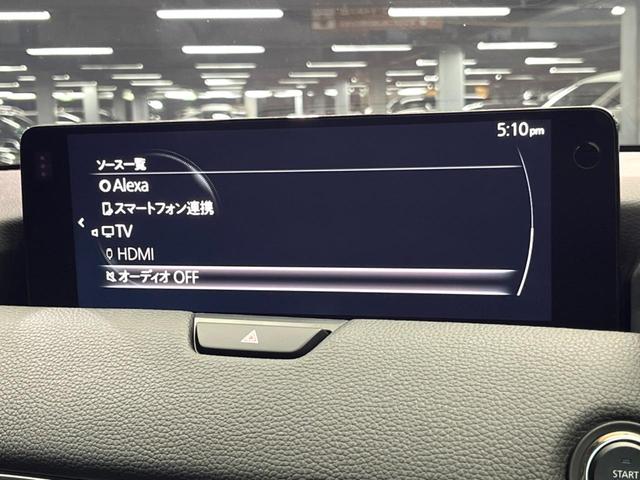 5:10pm
ソース一覧
Alexa
スマートフォン連携
TV
HDMI
オーディオ OFF
START